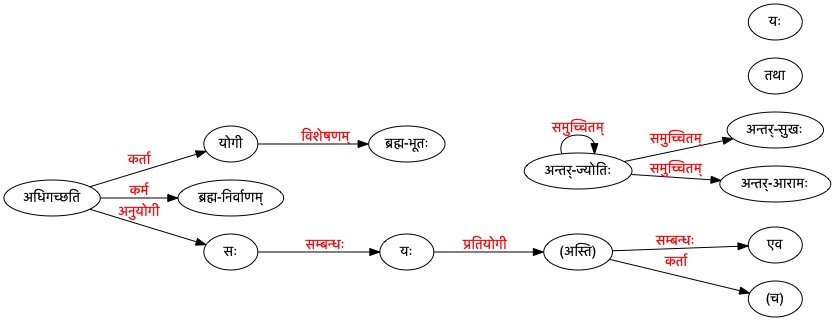 यः
तथा
समुच्चितम्
अन्तर्-सुखः
समुच्चितम्
योगी
विशेषणम्
ब्रह्म-भूतः
कर्ता
अन्तर्-ज्योतिः
समुच्चितम्
अन्तर्-आरामः
अधिगच्छति
कर्म
ब्रह्म-निर्वाणम्
अनुयोगी
सः
सम्बन्धः
यः
प्रतियोगी
(अस्ति)
सम्बन्धः
एव
कर्ता
(च)